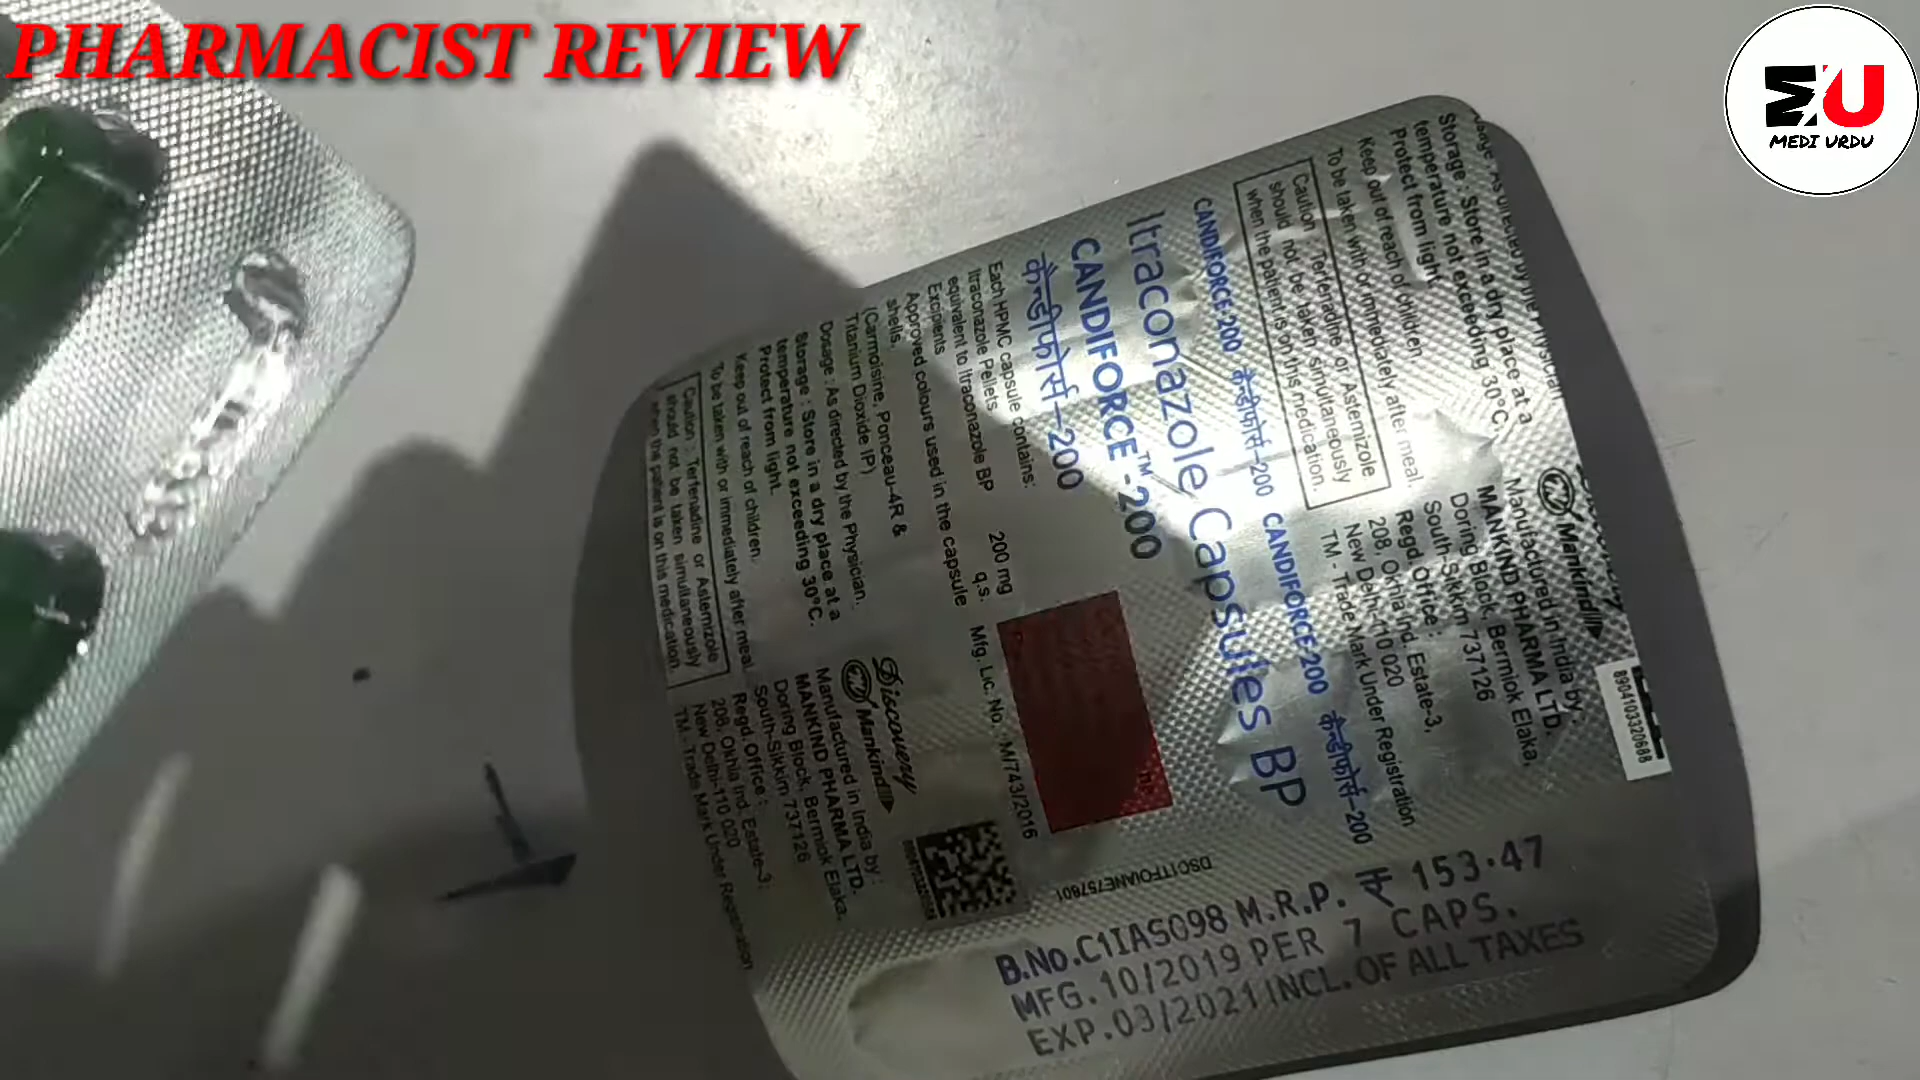 PHARMACIST REVIEW
MEDI URDU
Storage : Store in a dry place at a
temperature not exceeding 30°C.
Protect from light.
Keep out of reach of children
To be taken with or immediately after meal
Caution : Terfenadine or Astemizole
should not be taken simultaneously
when the patient is on this medication.
Mankind
Manufactured in India by :
MANKIND PHARMA LTD.
Doring Block, Bermiok Elaka,
South-Sikkim 737126
Regd. Office :
208, Okhla Ind. Estate-3,
New Delhi-110 020
TM - Trade Mark Under Registration
8904103320688
CANDIFORCE-200 कैन्डीफोर्स-200 CANDIFORCE-200 कैन्डीफोर्स-200
Itraconazole Capsules BP
CANDIFORCE™-200
कैन्डीफोर्स-200
Each HPMC capsule contains:
Itraconazole Pellets
equivalent to Itraconazole BP 200 mg
Excipients q.s.
Approved colours used in the capsule
shells.
(Carmoisine, Ponceau-4R &
Titanium Dioxide IP)
Dosage : As directed by the Physician.
Storage : Store in a dry place at a
temperature not exceeding 30°C.
Protect from light.
Keep out of reach of children.
To be taken with or immediately after meal
Caution : Terfenadine or Astemizole
should not be taken simultaneously
when the patient is on this medication.
Mfg. Lic. No.: M/743/2016
Discovery
Mankind
Manufactured in India by :
MANKIND PHARMA LTD.
Doring Block, Bermiok Elaka,
South-Sikkim 737126
Regd. Office :
208, Okhla Ind. Estate-3,
New Delhi-110 020
TM - Trade Mark Under Registration
B.No.C1IAS098 M.R.P. रु 153.47
MFG.10/2019 PER 7 CAPS.
EXP.03/2021 INCL.OF ALL TAXES